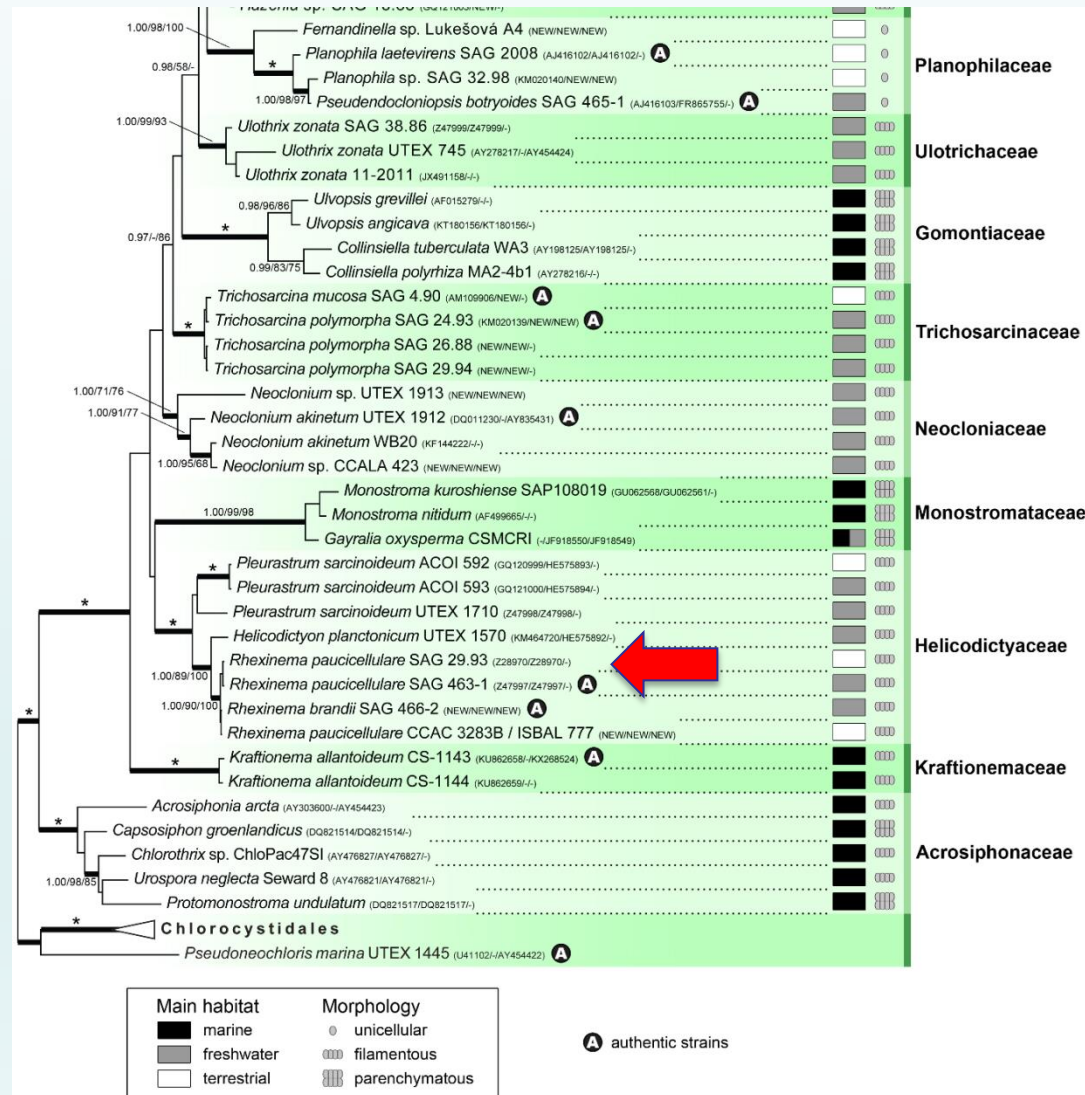 1.00/98/100
Fernandinella sp. Lukešová A4 (NEW/NEW/NEW)
Planophila laetevirens SAG 2008 (AJ416102/AJ416102/-) A
*
0.98/58/-
Planophila sp. SAG 32.98 (KM020140/NEW/NEW)
Planophilaceae
1.00/98/97
Pseudendocloniopsis botryoides SAG 465-1 (AJ416103/FR865755/-) A
1.00/99/93
Ulothrix zonata SAG 38.86 (Z47999/Z47999/-)
Ulothrix zonata UTEX 745 (AY278217/-/AY454424)
Ulotrichaceae
Ulothrix zonata 11-2011 (JX491158/-/-)
0.98/96/86
Ulvopsis grevillei (AF015279/-/-)
Ulvopsis angicava (KT180156/KT180156/-)
Gomontiaceae
0.97/-/86
*
Collinsiella tuberculata WA3 (AY198125/AY198125/-)
0.99/83/75
Collinsiella polyrhiza MA2-4b1 (AY278216/-/-)
Trichosarcina mucosa SAG 4.90 (AM109906/NEW/-) A
Trichosarcina polymorpha SAG 24.93 (KM020139/NEW/NEW) A
*
Trichosarcinaceae
Trichosarcina polymorpha SAG 26.88 (NEW/NEW/-)
Trichosarcina polymorpha SAG 29.94 (NEW/NEW/-)
1.00/71/76
Neoclonium sp. UTEX 1913 (NEW/NEW/NEW)
1.00/91/77
Neoclonium akinetum UTEX 1912 (DQ011230/-/AY835431) A
Neocloniaceae
Neoclonium akinetum WB20 (KF144222/-/-)
1.00/95/68
Neoclonium sp. CCALA 423 (NEW/NEW/NEW)
Monostroma kuroshiense SAP108019 (GU062568/GU062561/-)
1.00/99/98
Monostroma nitidum (AF499665/-/-)
Monostromataceae
Gayralia oxysperma CSMCRI (-/JF918550/JF918549)
Pleurastrum sarcinoideum ACOI 592 (GQ120999/HE575893/-)
*
Pleurastrum sarcinoideum ACOI 593 (GQ121000/HE575894/-)
*
Pleurastrum sarcinoideum UTEX 1710 (Z47998/Z47998/-)
*
Helicodictyon planctonicum UTEX 1570 (KM464720/HE575892/-)
Helicodictyaceae
Rhexinema paucicellulare SAG 29.93 (Z28970/Z28970/-)
1.00/89/100
Rhexinema paucicellulare SAG 463-1 (Z47997/Z47997/-) A
1.00/90/100
Rhexinema brandii SAG 466-2 (NEW/NEW/NEW) A
Rhexinema paucicellulare CCAC 3283B / ISBAL 777 (NEW/NEW/NEW)
*
*
Kraftionema allantoideum CS-1143 (KU862658/-/KX268524) A
Kraftionemaceae
Kraftionema allantoideum CS-1144 (KU862659/-/-)
Acrosiphonia arcta (AY303600/-/AY454423)
*
Capsosiphon groenlandicus (DQ821514/DQ821514/-)
Chlorothrix sp. ChloPac47SI (AY476827/AY476827/-)
Acrosiphonaceae
1.00/98/85
Urospora neglecta Seward 8 (AY476821/AY476821/-)
Protomonostroma undulatum (DQ821517/DQ821517/-)
*
Chlorocystidales
Pseudoneochloris marina UTEX 1445 (U41102/-/AY454422) A
Main habitat Morphology
marine unicellular
A authentic strains
freshwater filamentous
terrestrial parenchymatous